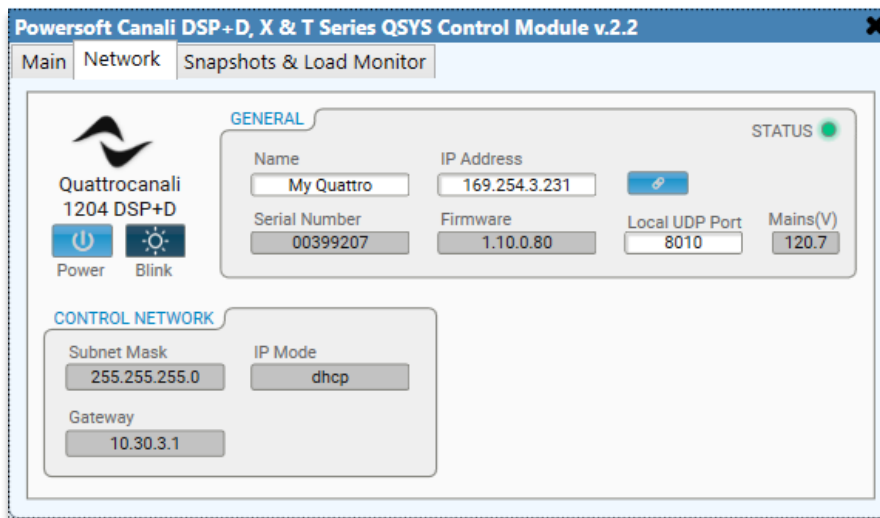 Powersoft Canali DSP+D, X & T Series QSYS Control Module v.2.2
Main Network Snapshots & Load Monitor
GENERAL
STATUS
Quattrocanali
1204 DSP+D
Power Blink
Name IP Address
My Quattro 169.254.3.231
Serial Number Firmware Local UDP Port Mains(V)
00399207 1.10.0.80 8010 120.7
CONTROL NETWORK
Subnet Mask IP Mode
255.255.255.0 dhcp
Gateway
10.30.3.1